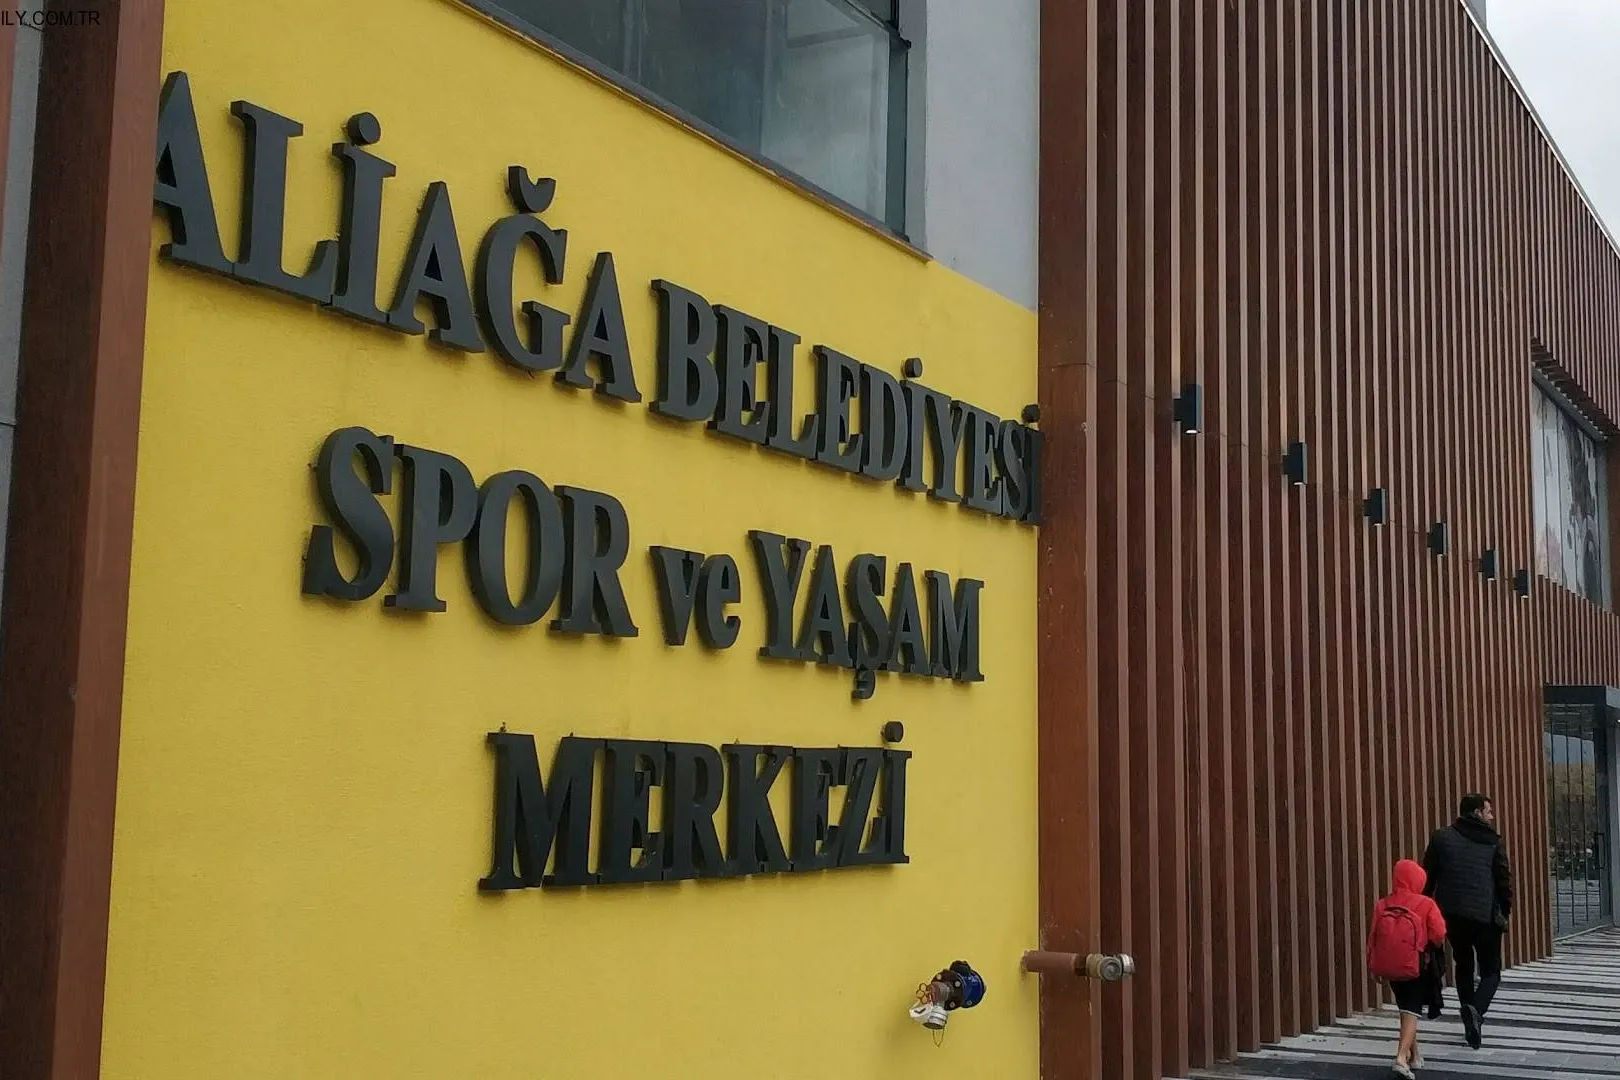 ILY.COM.TR
ALİAĞA BELEDİYESİ
SPOR ve YAŞAM
MERKEZİ